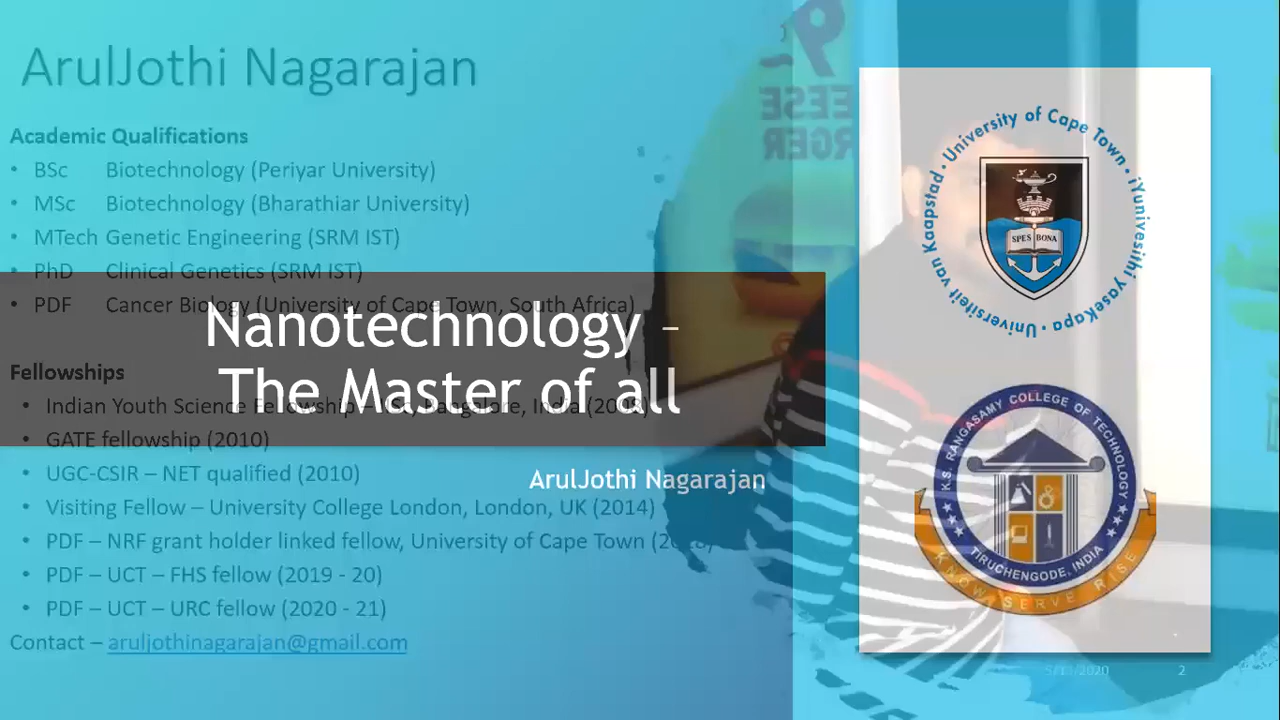 ArulJothi Nagarajan
Academic Qualifications
• BSc Biotechnology (Periyar University)
• MSc Biotechnology (Bharathiar University)
• MTech Genetic Engineering (SRM IST)
• PhD Clinical Genetics (SRM IST)
• PDF Cancer Biology (University of Cape Town, South Africa)
Nanotechnology –
The Master of all
Fellowships
• Indian Youth Science Fellowship – Bangalore, India (2008)
• GATE fellowship (2010)
• UGC-CSIR – NET qualified (2010)
ArulJothi Nagarajan
• Visiting Fellow – University College London, London, UK (2014)
• PDF – NRF grant holder linked fellow, University of Cape Town
• PDF – UCT – FHS fellow (2019 - 20)
• PDF – UCT – URC fellow (2020 - 21)
Contact – aruljothinagarajan@gmail.com
University of Cape Town · iYunivesithi yaseKapa · Universiteit van Kaapstad
SPES BONA
K.S. RANGASAMY COLLEGE OF TECHNOLOGY
TIRUCHENGODE, INDIA
KNOW SERVE RISE
2